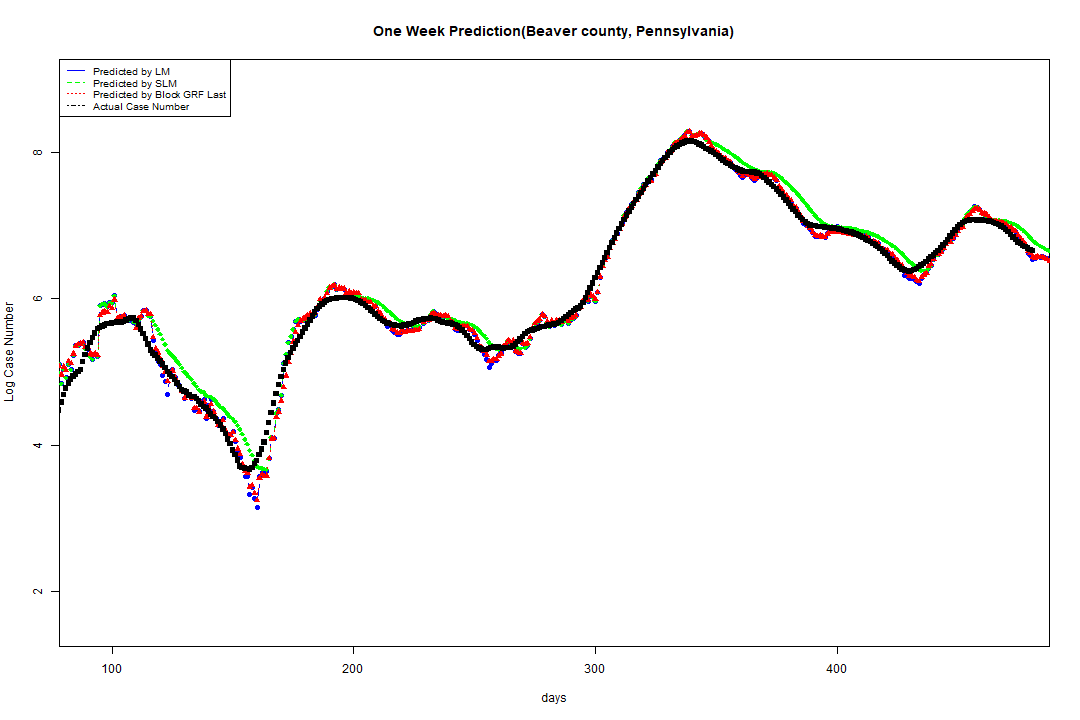 One Week Prediction(Beaver county, Pennsylvania)
Predicted by LM
Predicted by SLM
Predicted by Block GRF Last
Actual Case Number
8
6
4
2
Log Case Number
100 200 300 400
days